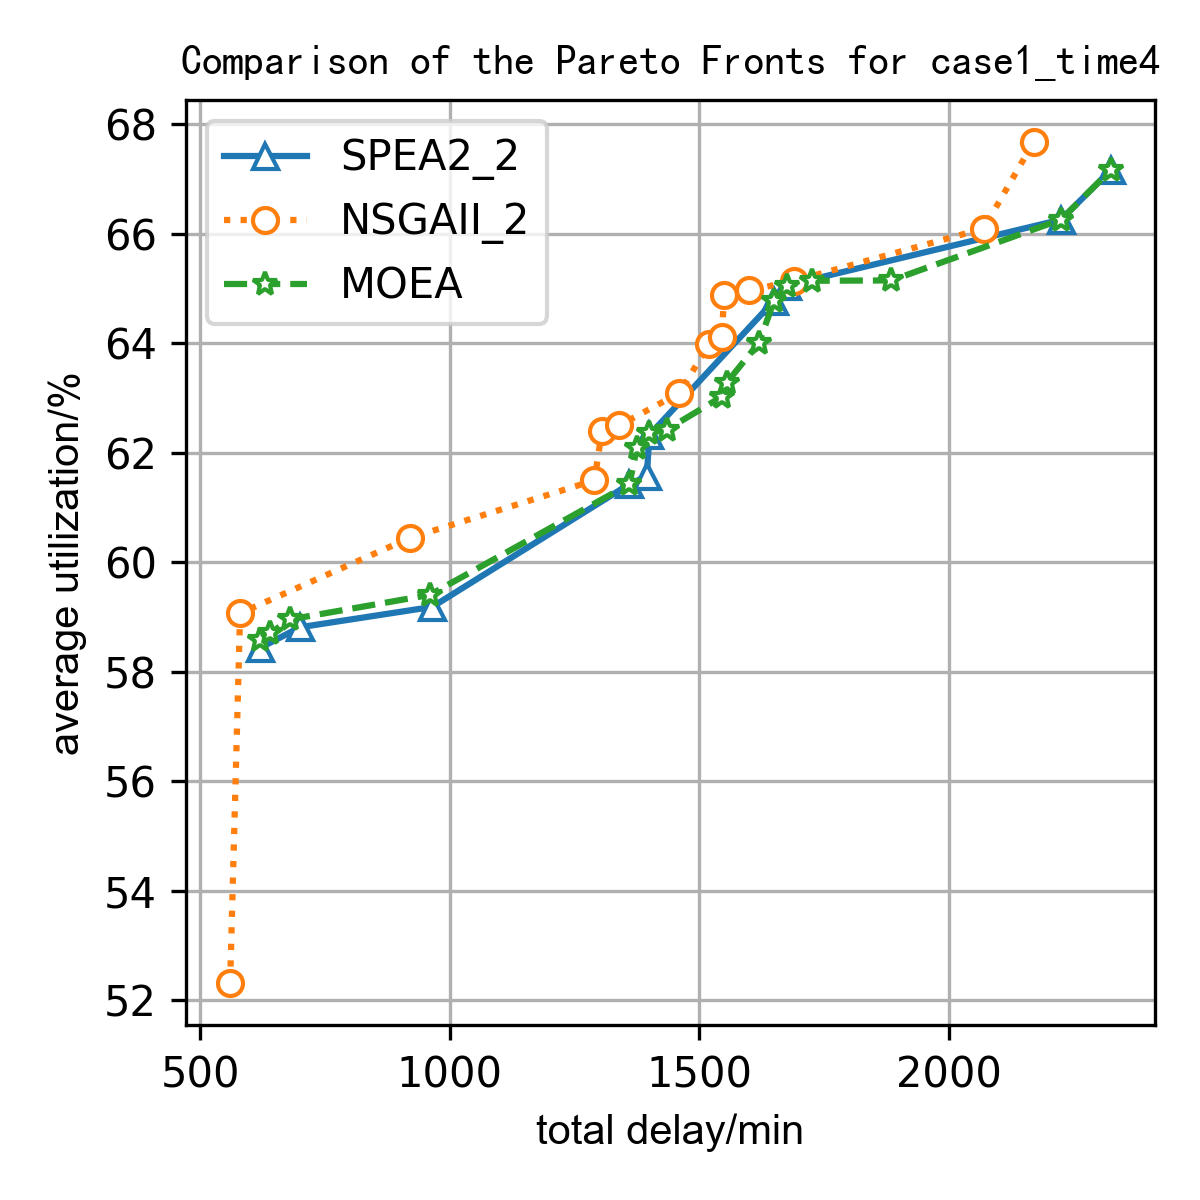 Comparison of the Pareto Fronts for case1_time4
SPEA2_2
NSGAII_2
MOEA
68
66
64
62
60
58
56
54
52
average utilization/%
500 1000 1500 2000
total delay/min